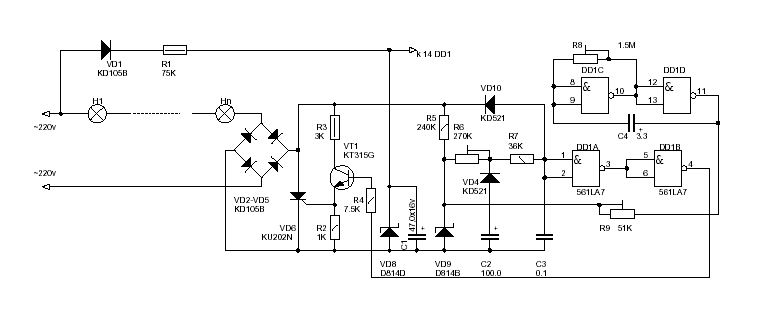 R8 1.5M
k 14 DD1
VD1
KD105B
R1
75K
DD1C
DD1D
&
8
9
10
&
12
13
11
H1
Hn
~220v
C4 + 3.3
VD10
KD521
R3
3K
VT1
KT315G
R5
240K
R6
270K
R7
36K
DD1A
&
1
2
3
561LA7
DD1B
&
5
6
4
561LA7
~220v
VD2-VD5
KD105B
VD6
KU202N
R2
1K
R4
7.5K
C1
47,0x16v
+
VD4
KD521
+
R9 51K
VD8
D814D
VD9
D814B
C2
100.0
C3
0.1